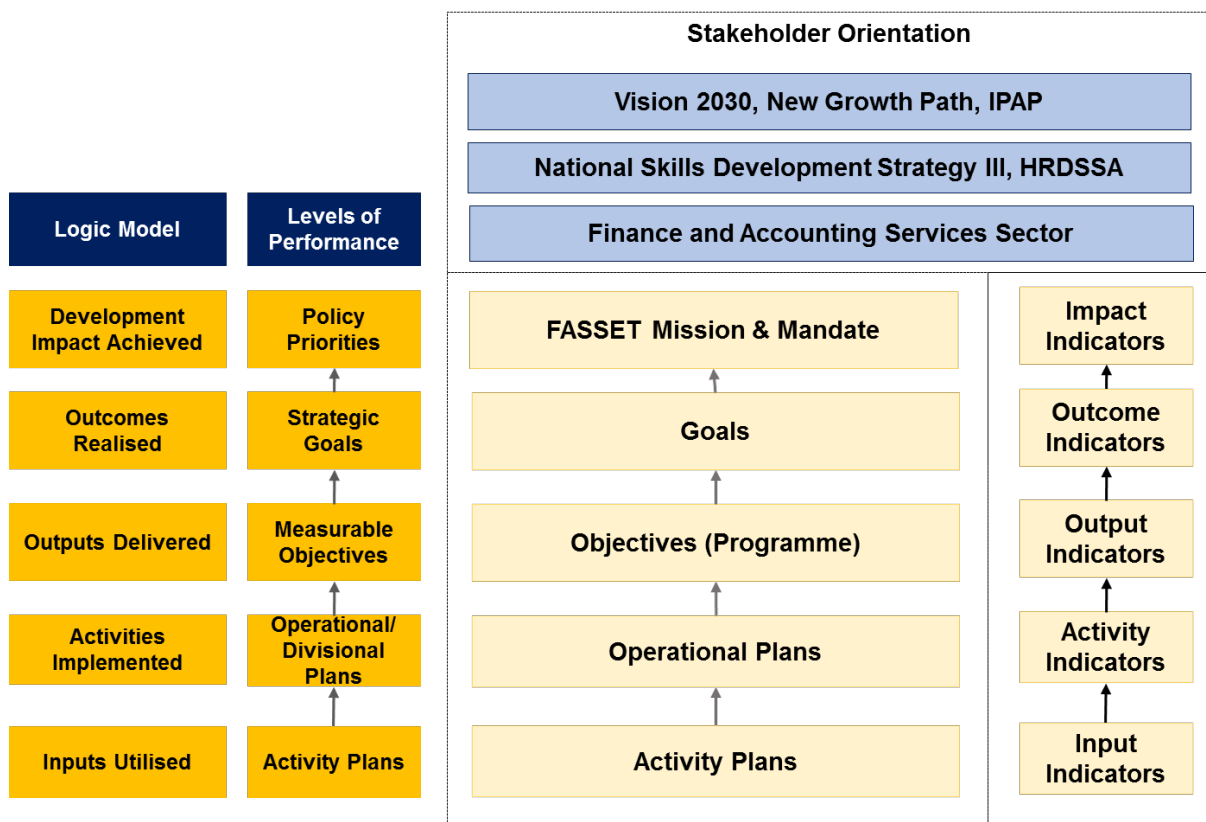 Stakeholder Orientation
Vision 2030, New Growth Path, IPAP
National Skills Development Strategy III, HRDSSA
Finance and Accounting Services Sector
Logic Model
Levels of
Performance
Development
Impact Achieved
Policy
Priorities
FASSET Mission & Mandate
Impact
Indicators
Outcomes
Realised
Strategic
Goals
Goals
Outcome
Indicators
Outputs Delivered
Measurable
Objectives
Objectives (Programme)
Output
Indicators
Activities
Implemented
Operational/
Divisional
Plans
Operational Plans
Activity
Indicators
Inputs Utilised
Activity Plans
Activity Plans
Input
Indicators